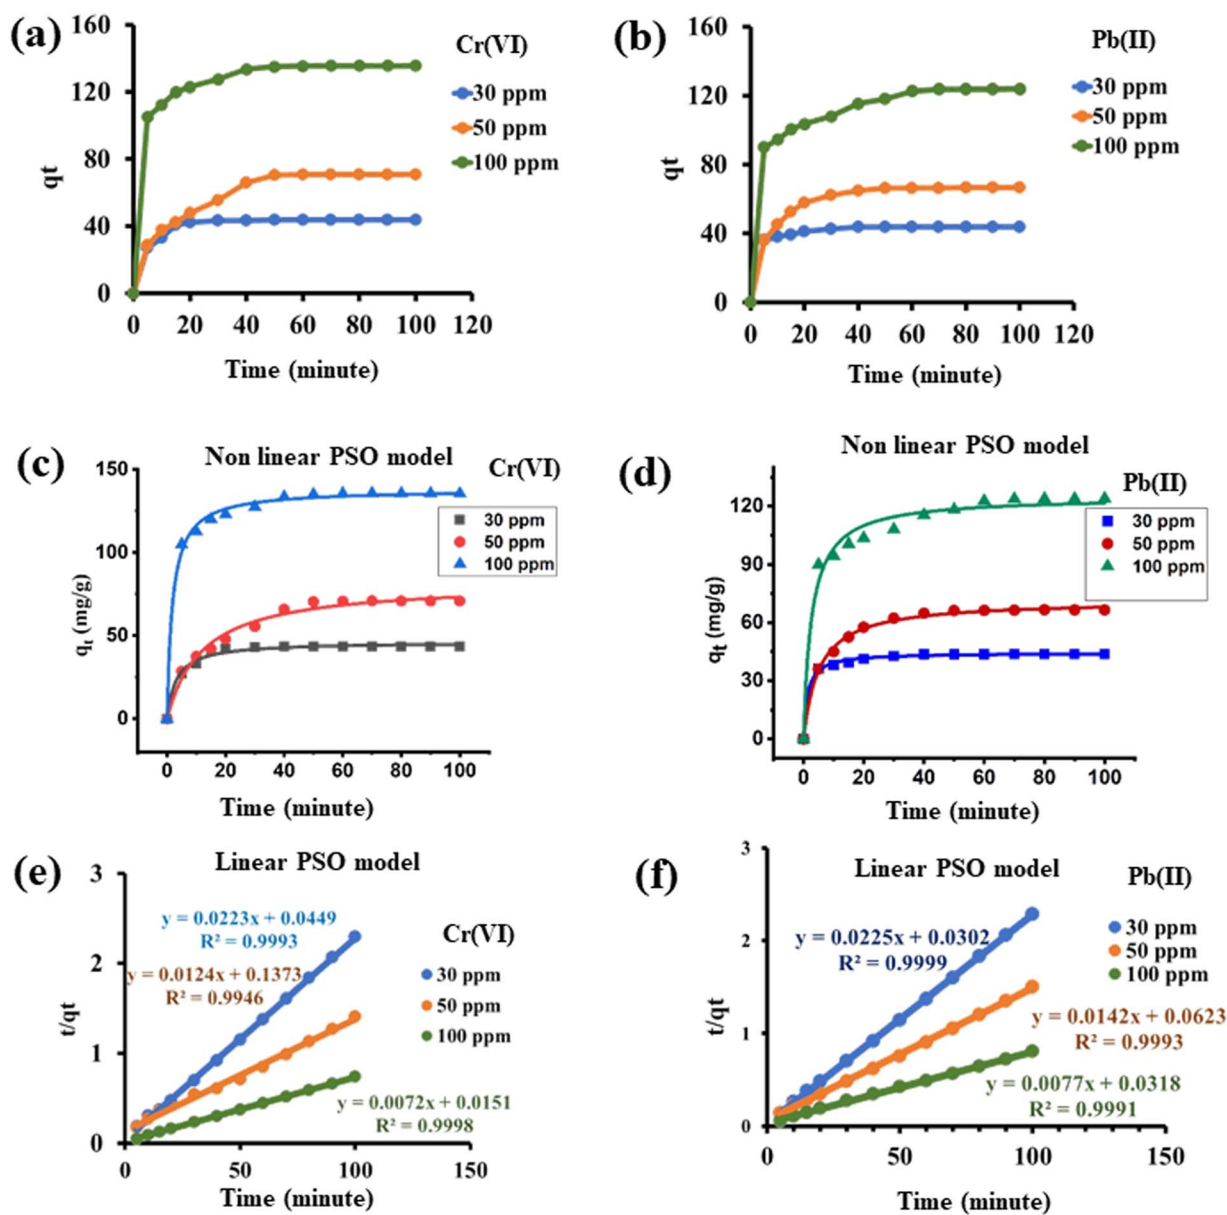 (a)
Cr(VI)
160
120
80
40
0
qt
30 ppm
50 ppm
100 ppm
0 20 40 60 80 100 120
Time (minute)
(b)
Pb(II)
160
120
80
40
0
qt
30 ppm
50 ppm
100 ppm
0 20 40 60 80 100 120
Time (minute)
(c)
Non linear PSO model
Cr(VI)
150
100
50
0
qt (mg/g)
30 ppm
50 ppm
100 ppm
0 20 40 60 80 100
Time (minute)
(d)
Non linear PSO model
Pb(II)
120
90
60
30
0
qt (mg/g)
30 ppm
50 ppm
100 ppm
0 20 40 60 80 100
Time (minute)
(e)
Linear PSO model
Cr(VI)
3
2
1
0
t/qt
y = 0.0223x + 0.0449
R² = 0.9993
y = 0.0124x + 0.1373
R² = 0.9946
30 ppm
50 ppm
100 ppm
y = 0.0072x + 0.0151
R² = 0.9998
0 50 100 150
Time (minute)
(f)
Linear PSO model
Pb(II)
3
2
1
0
t/qt
y = 0.0225x + 0.0302
R² = 0.9999
30 ppm
50 ppm
100 ppm
y = 0.0142x + 0.0623
R² = 0.9993
y = 0.0077x + 0.0318
R² = 0.9991
0 50 100 150
Time (minute)